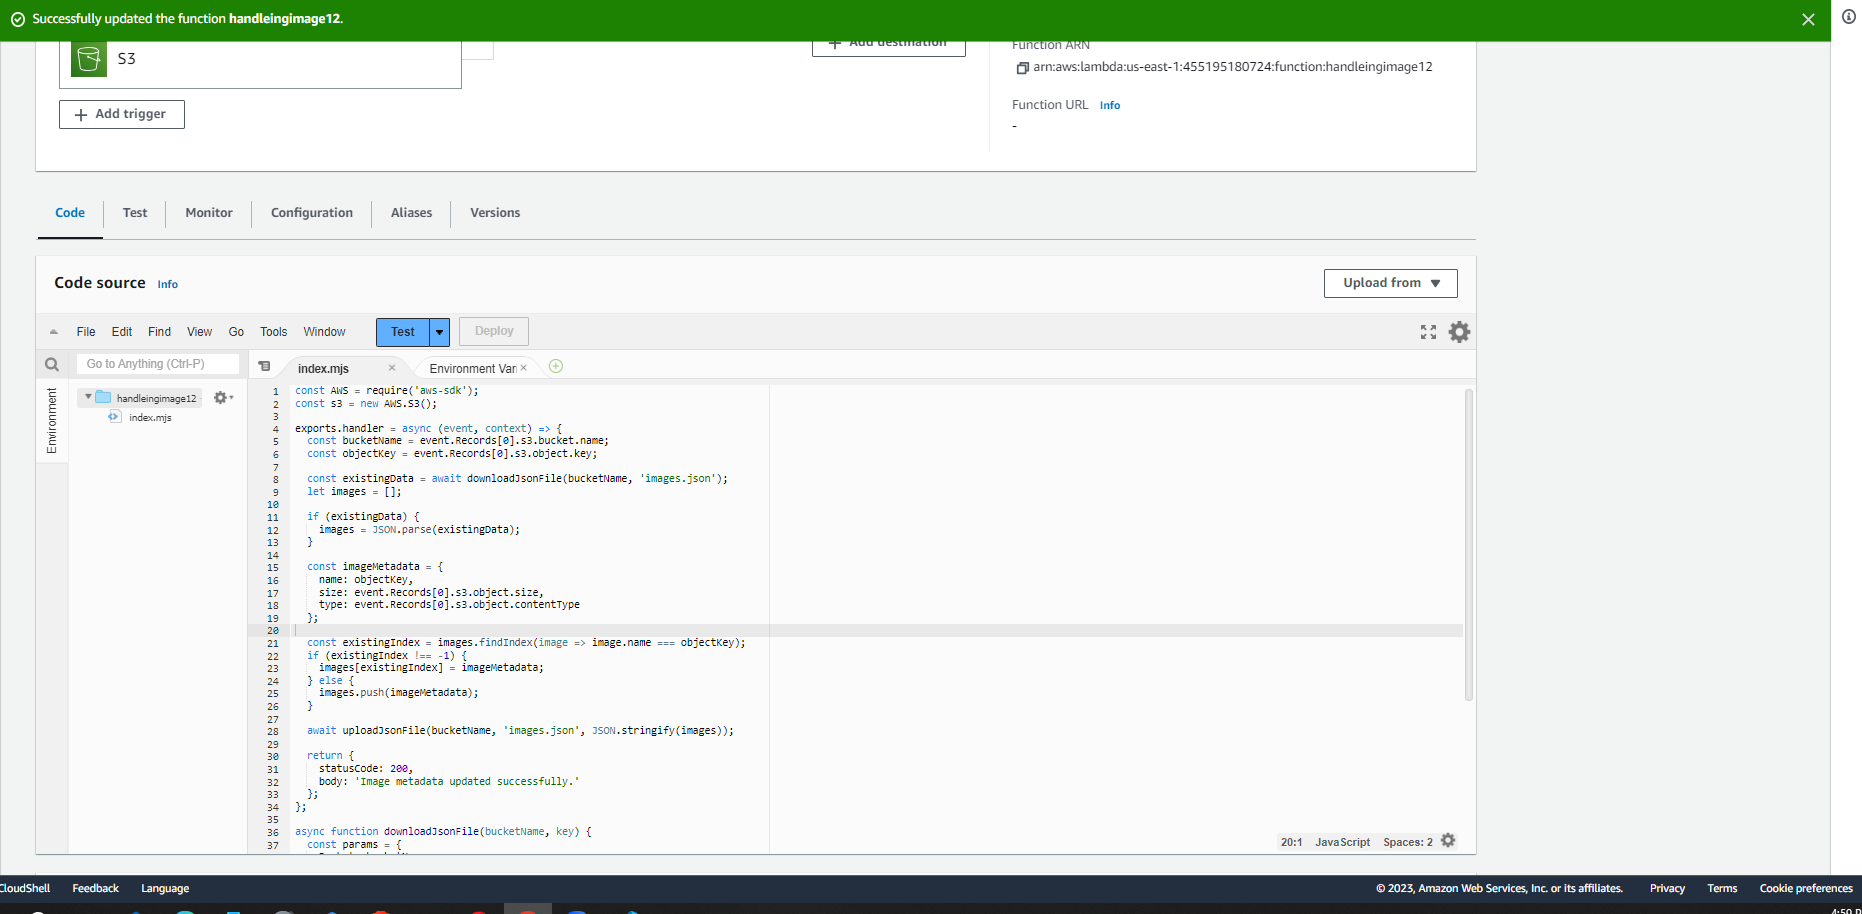 Successfully updated the function handleingimage12.
S3
Add destination
Add trigger
Function ARN
arn:aws:lambda:us-east-1:455195180724:function:handleingimage12
Function URL Info
-
Code Test Monitor Configuration Aliases Versions
Code source Info
Upload from
File Edit Find View Go Tools Window Test Deploy
Go to Anything (Ctrl-P)
index.mjs Environment Vari
Environment
handleingimage12
index.mjs
1 const AWS = require('aws-sdk');
2 const s3 = new AWS.S3();
3
4 exports.handler = async (event, context) => {
5 const bucketName = event.Records[0].s3.bucket.name;
6 const objectKey = event.Records[0].s3.object.key;
7
8 const existingData = await downloadJsonFile(bucketName, 'images.json');
9 let images = [];
10
11 if (existingData) {
12 images = JSON.parse(existingData);
13 }
14
15 const imageMetadata = {
16 name: objectKey,
17 size: event.Records[0].s3.object.size,
18 type: event.Records[0].s3.object.contentType
19 };
20
21 const existingIndex = images.findIndex(image => image.name === objectKey);
22 if (existingIndex !== -1) {
23 images[existingIndex] = imageMetadata;
24 } else {
25 images.push(imageMetadata);
26 }
27
28 await uploadJsonFile(bucketName, 'images.json', JSON.stringify(images));
29
30 return {
31 statusCode: 200,
32 body: 'Image metadata updated successfully.'
33 };
34 };
35
36 async function downloadJsonFile(bucketName, key) {
37 const params = {
20:1 JavaScript Spaces: 2
CloudShell Feedback Language
© 2023, Amazon Web Services, Inc. or its affiliates. Privacy Terms Cookie preferences